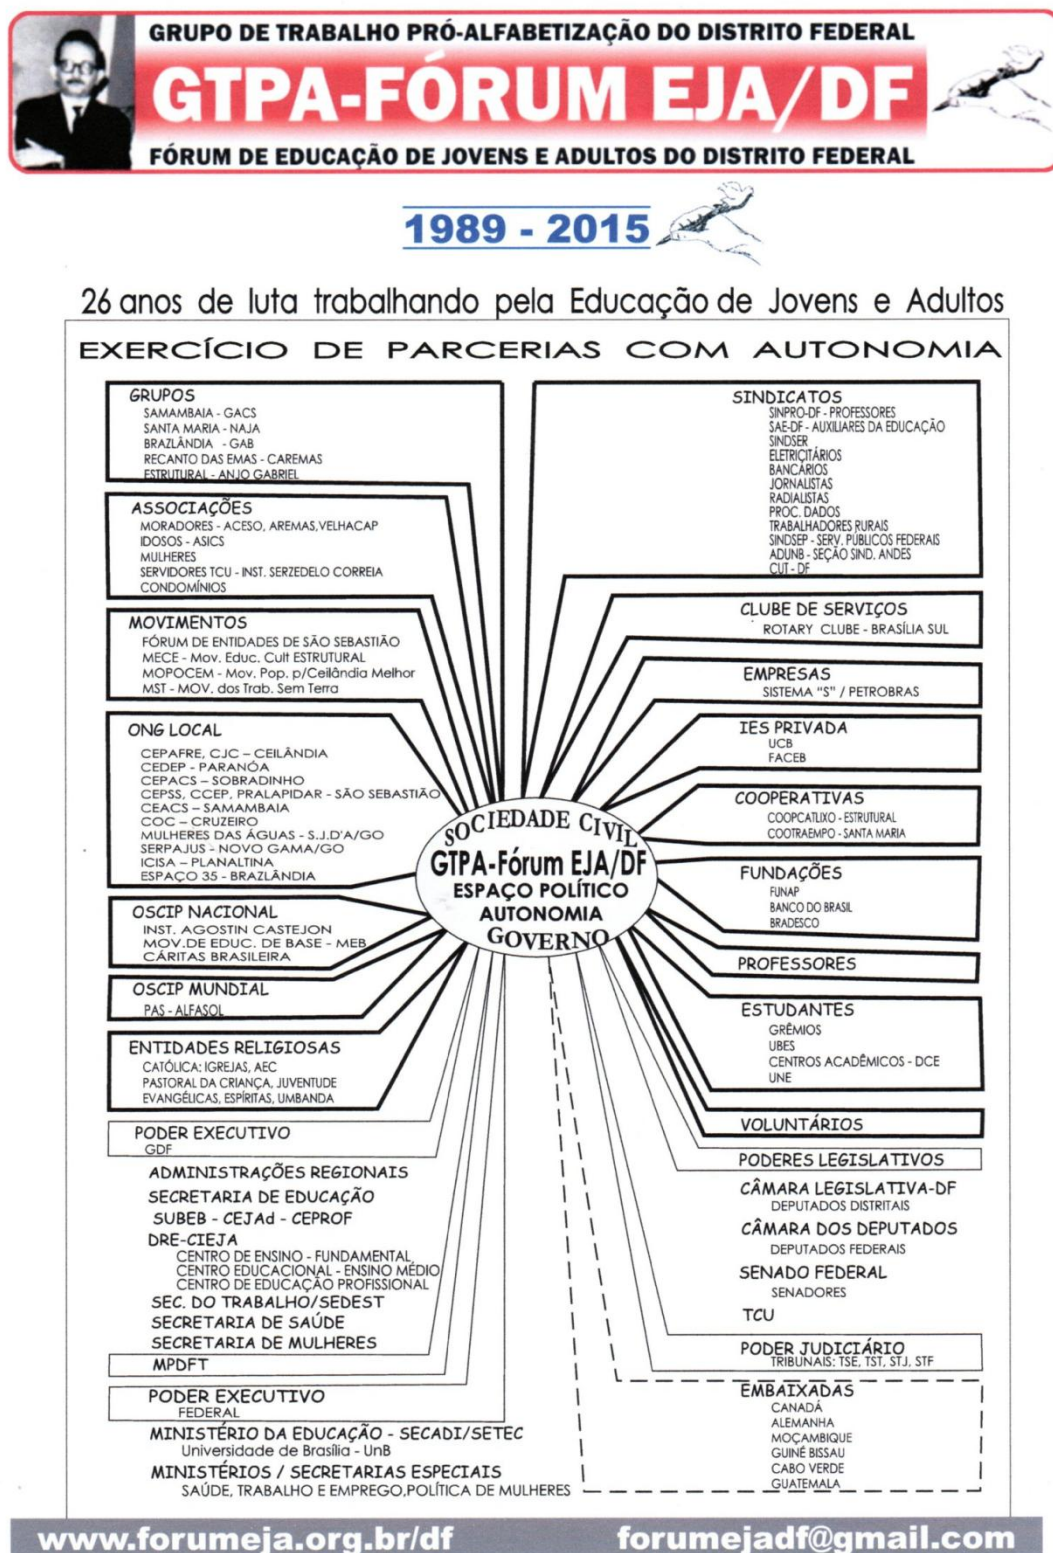 GRUPO DE TRABALHO PRÓ-ALFABETIZAÇÃO DO DISTRITO FEDERAL
GTPA-FÓRUM EJA/DF
FÓRUM DE EDUCAÇÃO DE JOVENS E ADULTOS DO DISTRITO FEDERAL
1989 - 2015
26 anos de luta trabalhando pela Educação de Jovens e Adultos
EXERCÍCIO DE PARCERIAS COM AUTONOMIA
GRUPOS
SAMAMBAIA - GACS
SANTA MARIA - NAJA
BRAZLÂNDIA - GAB
RECANTO DAS EMAS - CAREMAS
ESTRUTURAL - ANJO GABRIEL
ASSOCIAÇÕES
MORADORES - ACESO, AREMAS,VELHACAP
IDOSOS - ASICS
MULHERES
SERVIDORES TCU - INST. SERZEDELO CORREIA
CONDOMÍNIOS
MOVIMENTOS
FÓRUM DE ENTIDADES DE SÃO SEBASTIÃO
MECE - Mov. Educ. Cult ESTRUTURAL
MOPOCEM - Mov. Pop. p/Ceilândia Melhor
MST - MOV. dos Trab. Sem Terra
ONG LOCAL
CEPAFRE, CJC – CEILÂNDIA
CEDEP - PARANÓA
CEPACS – SOBRADINHO
CEPSS, CCEP, PRALAPIDAR - SÃO SEBASTIÃO
CEACS – SAMAMBAIA
COC – CRUZEIRO
MULHERES DAS ÁGUAS - S.J.D'A/GO
SERPAJUS - NOVO GAMA/GO
ICISA – PLANALTINA
ESPAÇO 35 - BRAZLÂNDIA
OSCIP NACIONAL
INST. AGOSTIN CASTEJON
MOV.DE EDUC. DE BASE - MEB
CÁRITAS BRASILEIRA
OSCIP MUNDIAL
PAS - ALFASOL
ENTIDADES RELIGIOSAS
CATÓLICA: IGREJAS, AEC
PASTORAL DA CRIANÇA, JUVENTUDE
EVANGÉLICAS, ESPÍRITAS, UMBANDA
PODER EXECUTIVO
GDF
ADMINISTRAÇÕES REGIONAIS
SECRETARIA DE EDUCAÇÃO
SUBEB - CEJAd - CEPROF
DRE-CIEJA
CENTRO DE ENSINO - FUNDAMENTAL
CENTRO EDUCACIONAL - ENSINO MÉDIO
CENTRO DE EDUCAÇÃO PROFISSIONAL
SEC. DO TRABALHO/SEDEST
SECRETARIA DE SAÚDE
SECRETARIA DE MULHERES
MPDFT
PODER EXECUTIVO
FEDERAL
MINISTÉRIO DA EDUCAÇÃO - SECADI/SETEC
Universidade de Brasília - UnB
MINISTÉRIOS / SECRETARIAS ESPECIAIS
SAÚDE, TRABALHO E EMPREGO,POLÍTICA DE MULHERES
SOCIEDADE CIVIL
GTPA-Fórum EJA/DF
ESPAÇO POLÍTICO
AUTONOMIA
GOVERNO
SINDICATOS
SINPRO-DF - PROFESSORES
SAE-DF - AUXILIARES DA EDUCAÇÃO
SINDSER
ELETRICITÁRIOS
BANCÁRIOS
JORNALISTAS
RADIALISTAS
PROC. DADOS
TRABALHADORES RURAIS
SINDSEP - SERV. PÚBLICOS FEDERAIS
ADUNB - SEÇÃO SIND. ANDES
CUT - DF
CLUBE DE SERVIÇOS
ROTARY CLUBE - BRASÍLIA SUL
EMPRESAS
SISTEMA "S" / PETROBRAS
IES PRIVADA
UCB
FACEB
COOPERATIVAS
COOPCATLIXO - ESTRUTURAL
COOTRAEMPO - SANTA MARIA
FUNDAÇÕES
FUNAP
BANCO DO BRASIL
BRADESCO
PROFESSORES
ESTUDANTES
GRÊMIOS
UBES
CENTROS ACADÊMICOS - DCE
UNE
VOLUNTÁRIOS
PODERES LEGISLATIVOS
CÂMARA LEGISLATIVA-DF
DEPUTADOS DISTRITAIS
CÂMARA DOS DEPUTADOS
DEPUTADOS FEDERAIS
SENADO FEDERAL
SENADORES
TCU
PODER JUDICIÁRIO
TRIBUNAIS: TSE, TST, STJ, STF
EMBAIXADAS
CANADÁ
ALEMANHA
MOÇAMBIQUE
GUINÉ BISSAU
CABO VERDE
GUATEMALA
www.forumeja.org.br/df
forumejadf@gmail.com